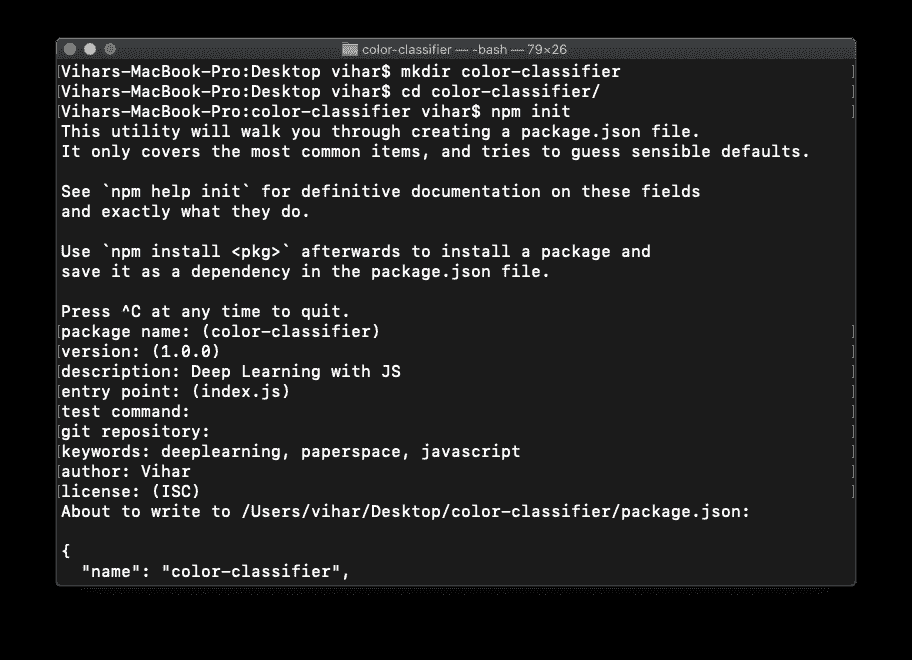 color-classifier — -bash — 79×26
Vihars-MacBook-Pro:Desktop vihar$ mkdir color-classifier
Vihars-MacBook-Pro:Desktop vihar$ cd color-classifier/
Vihars-MacBook-Pro:color-classifier vihar$ npm init
This utility will walk you through creating a package.json file.
It only covers the most common items, and tries to guess sensible defaults.
See `npm help init` for definitive documentation on these fields
and exactly what they do.
Use `npm install <pkg>` afterwards to install a package and
save it as a dependency in the package.json file.
Press ^C at any time to quit.
package name: (color-classifier)
version: (1.0.0)
description: Deep Learning with JS
entry point: (index.js)
test command:
git repository:
keywords: deeplearning, paperspace, javascript
author: Vihar
license: (ISC)
About to write to /Users/vihar/Desktop/color-classifier/package.json:
{
"name": "color-classifier",